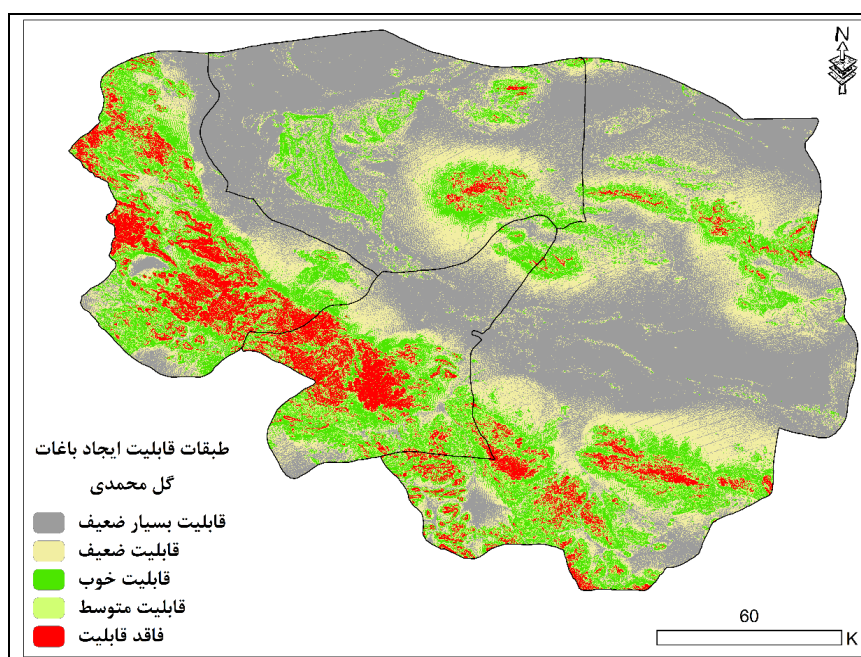 N
طبقات قابلیت ایجاد باغات
گل محمدی
قابلیت بسیار ضعیف
قابلیت ضعیف
قابلیت خوب
قابلیت متوسط
فاقد قابلیت
60
K